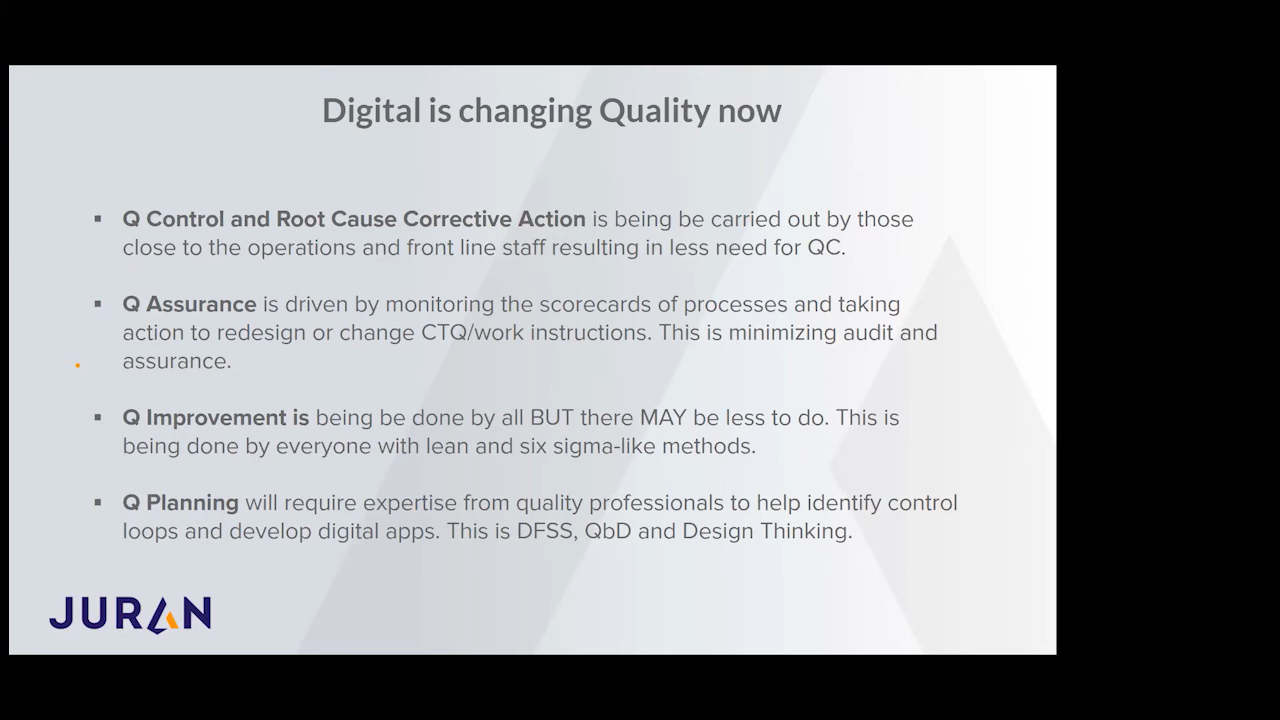 Digital is changing Quality now
▪ Q Control and Root Cause Corrective Action is being be carried out by those
close to the operations and front line staff resulting in less need for QC.
▪ Q Assurance is driven by monitoring the scorecards of processes and taking
action to redesign or change CTQ/work instructions. This is minimizing audit and
assurance.
▪ Q Improvement is being be done by all BUT there MAY be less to do. This is
being done by everyone with lean and six sigma-like methods.
▪ Q Planning will require expertise from quality professionals to help identify control
loops and develop digital apps. This is DFSS, QbD and Design Thinking.
JURAN